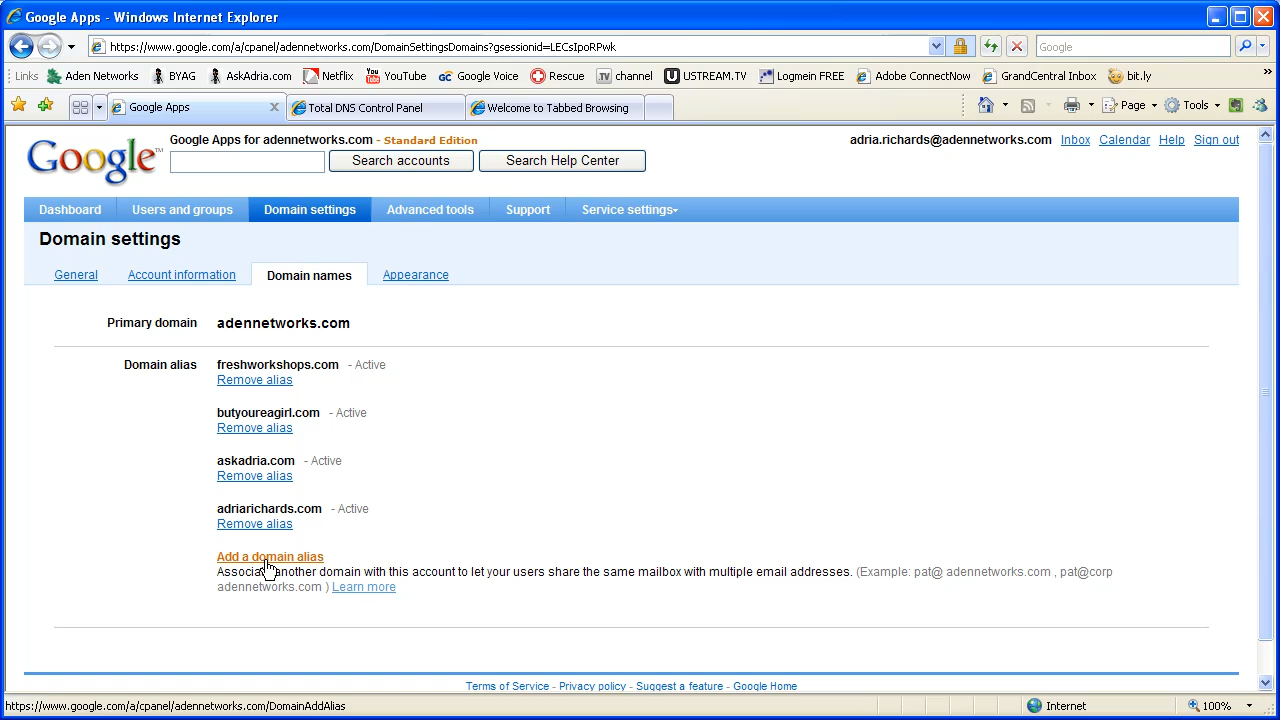 Google Apps - Windows Internet Explorer
https://www.google.com/a/cpanel/adennetworks.com/DomainSettingsDomains?gsessionid=LECsIpoRPwk
Google
Links Aden Networks BYAG AskAdria.com Netflix YouTube Google Voice Rescue channel USTREAM.TV Logmein FREE Adobe ConnectNow GrandCentral Inbox bit.ly »
Google Apps Total DNS Control Panel Welcome to Tabbed Browsing Page Tools
Google™ Google Apps for adennetworks.com - Standard Edition
adria.richards@adennetworks.com Inbox Calendar Help Sign out
Search accounts Search Help Center
Dashboard Users and groups Domain settings Advanced tools Support Service settings
Domain settings
General Account information Domain names Appearance
Primary domain adennetworks.com
Domain alias freshworkshops.com - Active
Remove alias
butyoureagirl.com - Active
Remove alias
askadria.com - Active
Remove alias
adriarichards.com - Active
Remove alias
Add a domain alias
another domain with this account to let your users share the same mailbox with multiple email addresses. (Example: pat@ adennetworks.com , pat@corp
adennetworks.com ) Learn more
Terms of Service - Privacy policy - Suggest a feature - Google Home
https://www.google.com/a/cpanel/adennetworks.com/DomainAddAlias Internet 100%